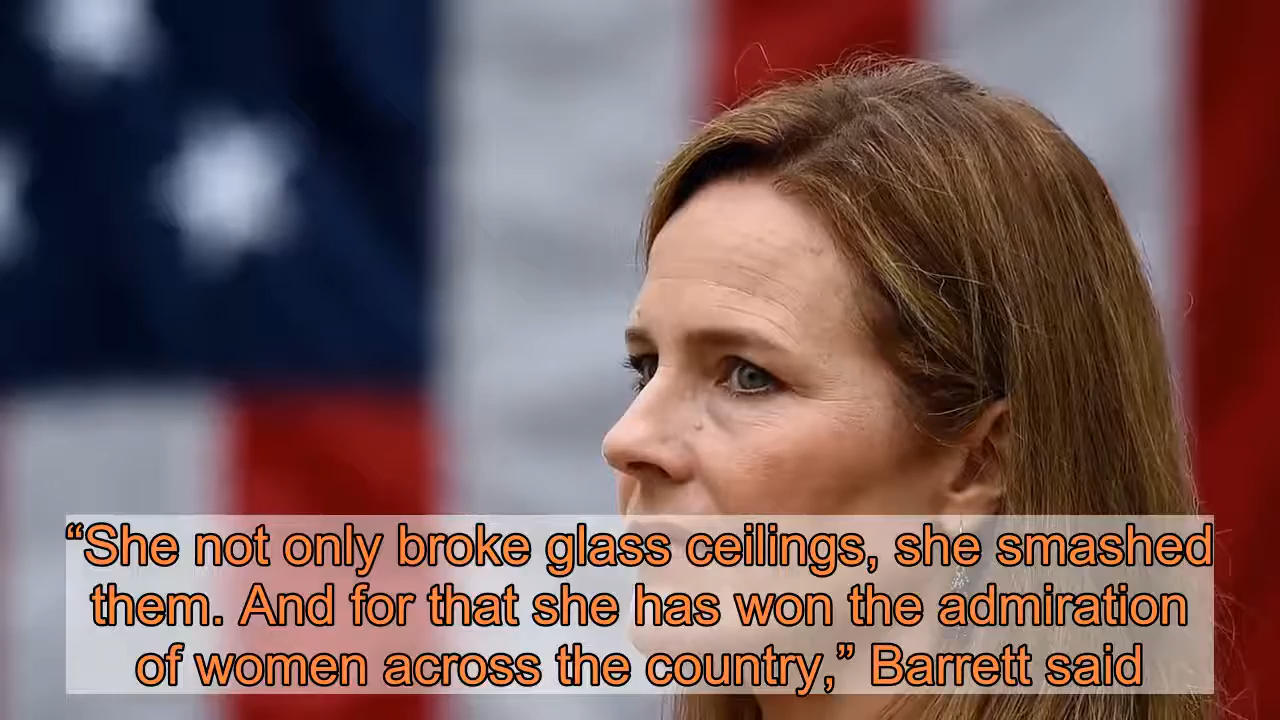 “She not only broke glass ceilings, she smashed
them. And for that she has won the admiration
of women across the country,” Barrett said